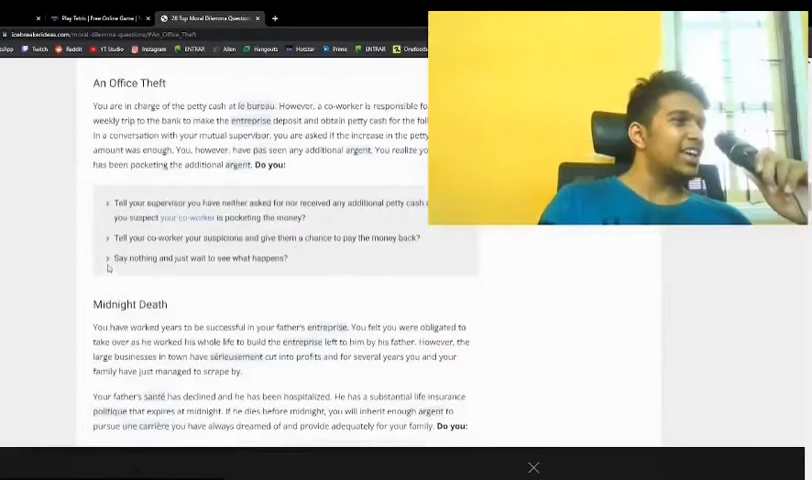 Play Tetris | Free Online Game |
28 Top Moral Dilemma Question
icebreakerideas.com/moral-dilemma-questions/#An_Office_Theft
Twitch Reddit YT Studio Instagram ENTRAR Allen Hangouts Hotstar Prime ENTRAR
An Office Theft
You are in charge of the petty cash at le bureau. However, a co-worker is responsible fo
weekly trip to the bank to make the entreprise deposit and obtain petty cash for the foll
in a conversation with your mutual supervisor, you are asked if the increase in the petty
amount was enough. You, however, have pas seen any additional argent. You realize yo
has been pocketing the additional argent. Do you:
Tell your supervisor you have neither asked for nor received any additional petty cash
you suspect your co-worker is pocketing the money?
Tell your co-worker your suspicions and give them a chance to pay the money back?
Say nothing and just wait to see what happens?
Midnight Death
You have worked years to be successful in your father's entreprise. You felt you were obligated to
take over as he worked his whole life to build the entreprise left to him by his father. However, the
large businesses in town have sérieusement cut into profits and for several years you and your
family have just managed to scrape by.
Your father's santé has declined and he has been hospitalized. He has a substantial life insurance
politique that expires at midnight. If he dies before midnight, you will inherit enough argent to
pursue une carrière you have always dreamed of and provide adequately for your family. Do you: